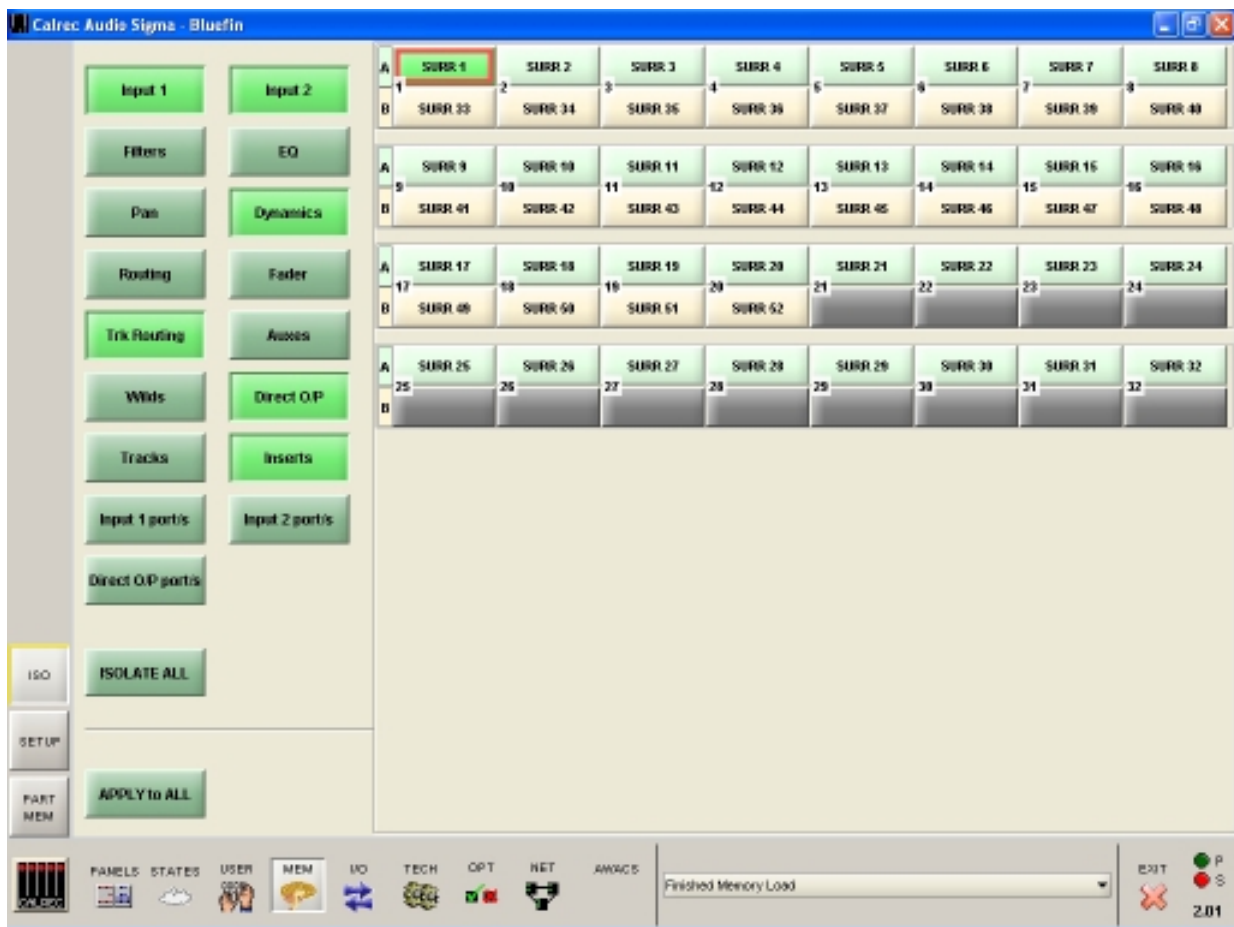 Calrec Audio Sigma - Bluefin
Input 1 Input 2
Filters EQ
Pan Dynamics
Routing Fader
Trk Routing Auxes
Wilds Direct O/P
Tracks Inserts
Input 1 port/s Input 2 port/s
Direct O/P port/s
ISOLATE ALL
APPLY to ALL
ISO
SETUP
PART
MEM
A SURR 1 SURR 2 SURR 3 SURR 4 SURR 5 SURR 6 SURR 7 SURR 8
1 2 3 4 5 6 7 8
B SURR 33 SURR 34 SURR 35 SURR 36 SURR 37 SURR 38 SURR 39 SURR 40
A SURR 9 SURR 10 SURR 11 SURR 12 SURR 13 SURR 14 SURR 15 SURR 16
9 10 11 12 13 14 15 16
B SURR 41 SURR 42 SURR 43 SURR 44 SURR 45 SURR 46 SURR 47 SURR 48
A SURR 17 SURR 18 SURR 19 SURR 20 SURR 21 SURR 22 SURR 23 SURR 24
17 18 19 20 21 22 23 24
B SURR 49 SURR 50 SURR 51 SURR 52
A SURR 25 SURR 26 SURR 27 SURR 28 SURR 29 SURR 30 SURR 31 SURR 32
25 26 27 28 29 30 31 32
B
CALREC
PANELS STATES USER MEM I/O TECH OPT NET AWACS
Finished Memory Load
EXIT
P
S
2.01